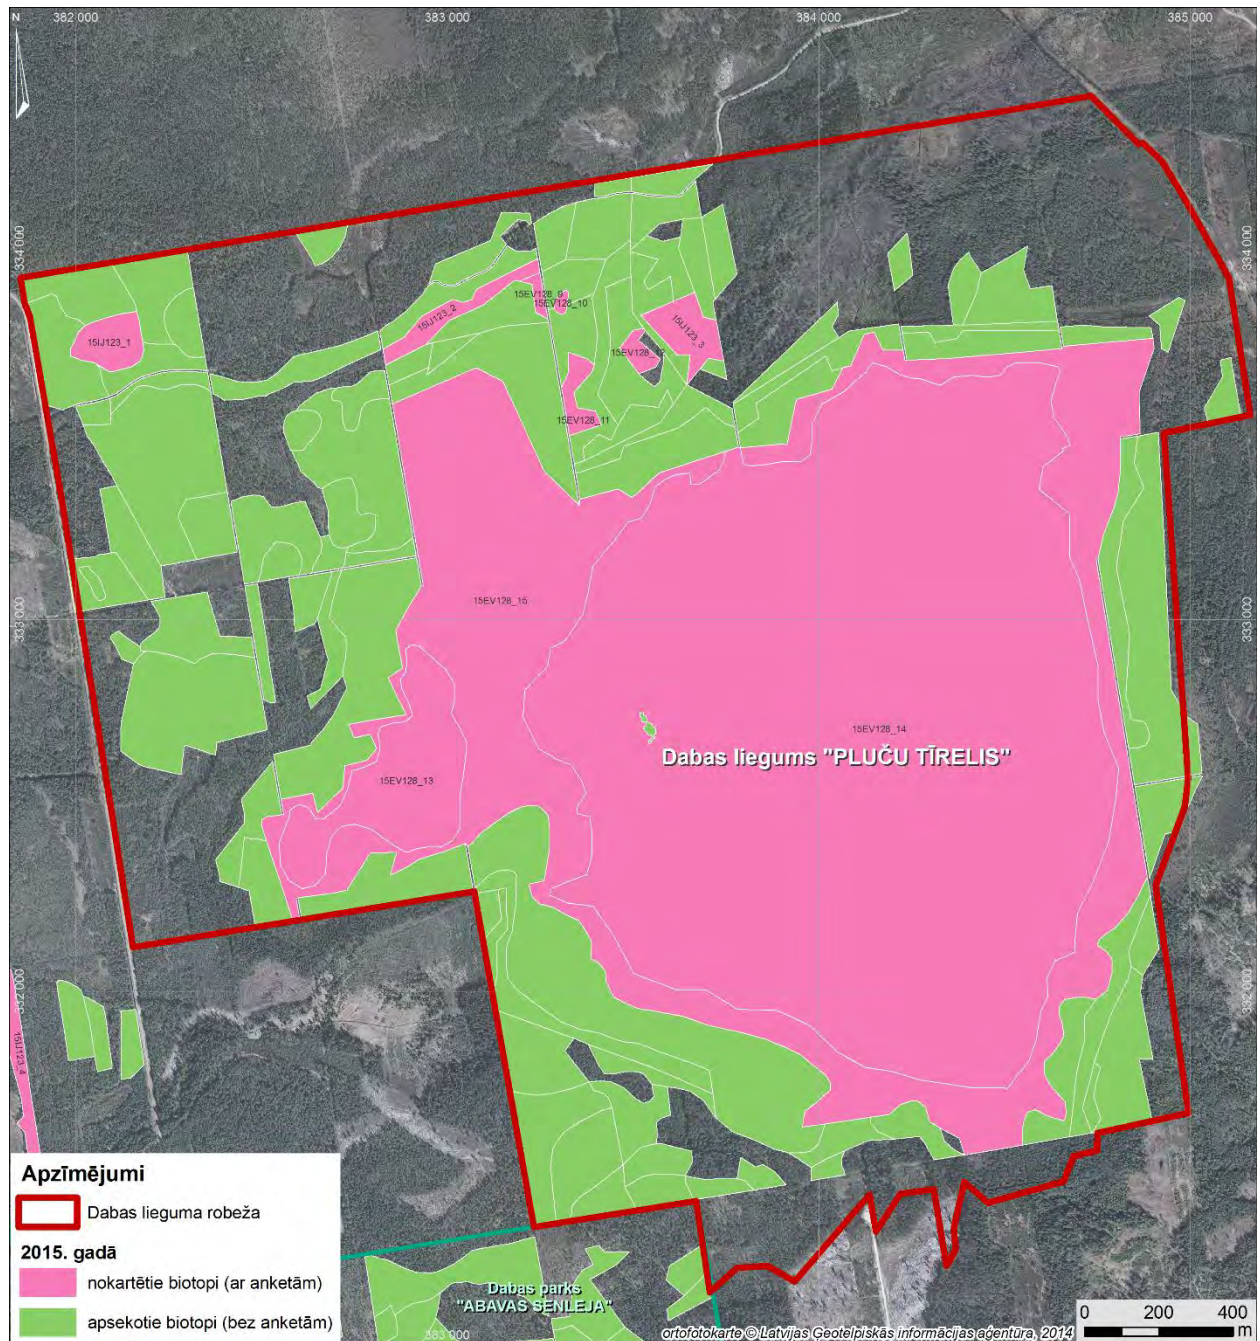 N
382 000
383 000
384 000
385 000
334 000
334 000
15EV128_9
15EV128_10
15IJ123_2
15IJ123_3
15IJ123_1
15EV128_12
15EV128_11
333 000
333 000
15EV128_15
15EV128_14
Dabas liegums "PLUČU TĪRELIS"
15EV128_13
332 000
332 000
15IJ123_4
Apzīmējumi
Dabas lieguma robeža
2015. gadā
nokartētie biotopi (ar anketām)
apsekotie biotopi (bez anketām)
Dabas parks
"ABAVAS SENLEJA"
383 000
0 200 400
m
ortofotokarte © Latvijas Ģeotelpiskās informācijas aģentūra, 2014